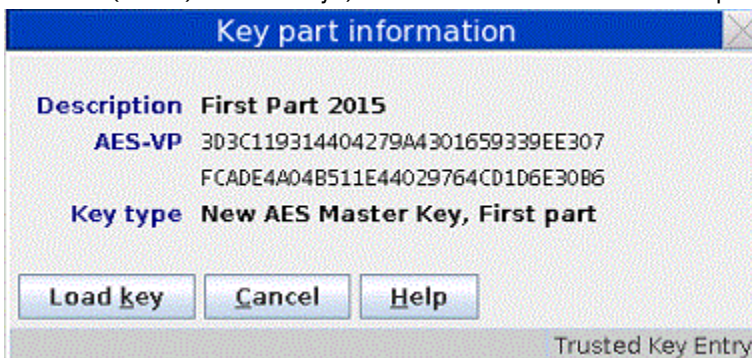 Key part information
Description First Part 2015
AES-VP 3D3C119314404279A4301659339EE307
FCADE4A04B511E44029764CD1D6E30B6
Key type New AES Master Key, First part
Load key Cancel Help
Trusted Key Entry